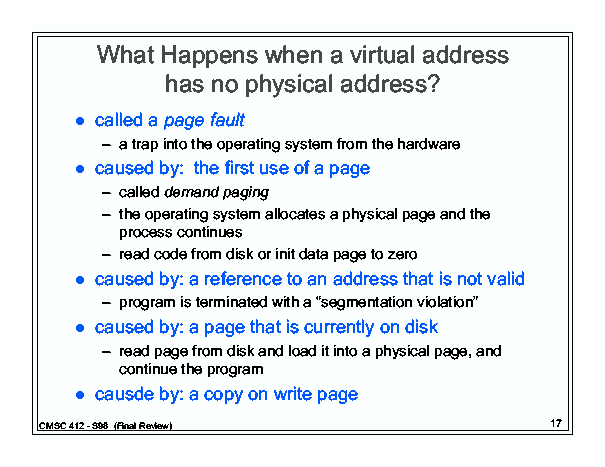 What Happens when a virtual address
has no physical address?
● called a page fault
– a trap into the operating system from the hardware
● caused by:  the first use of a page
– called demand paging
– the operating system allocates a physical page and the
process continues
– read code from disk or init data page to zero
● caused by: a reference to an address that is not valid
– program is terminated with a “segmentation violation”
● caused by: a page that is currently on disk
– read page from disk and load it into a physical page, and
continue the program
● causde by: a copy on write page
CMSC 412 - S98  (Final Review)
17